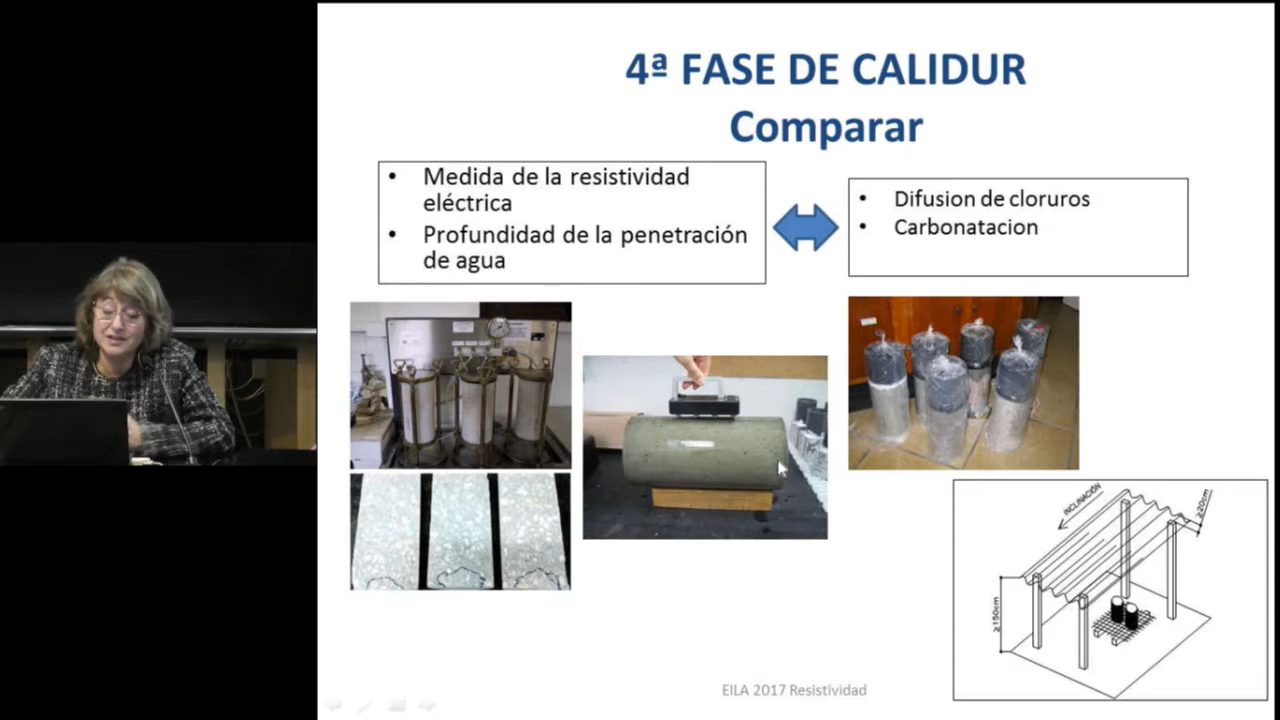 4ª FASE DE CALIDUR
Comparar
• Medida de la resistividad
eléctrica
• Profundidad de la penetración
de agua
• Difusion de cloruros
• Carbonatacion
INCLINACIÓN
≥20cm
≥150cm
EILA 2017 Resistividad